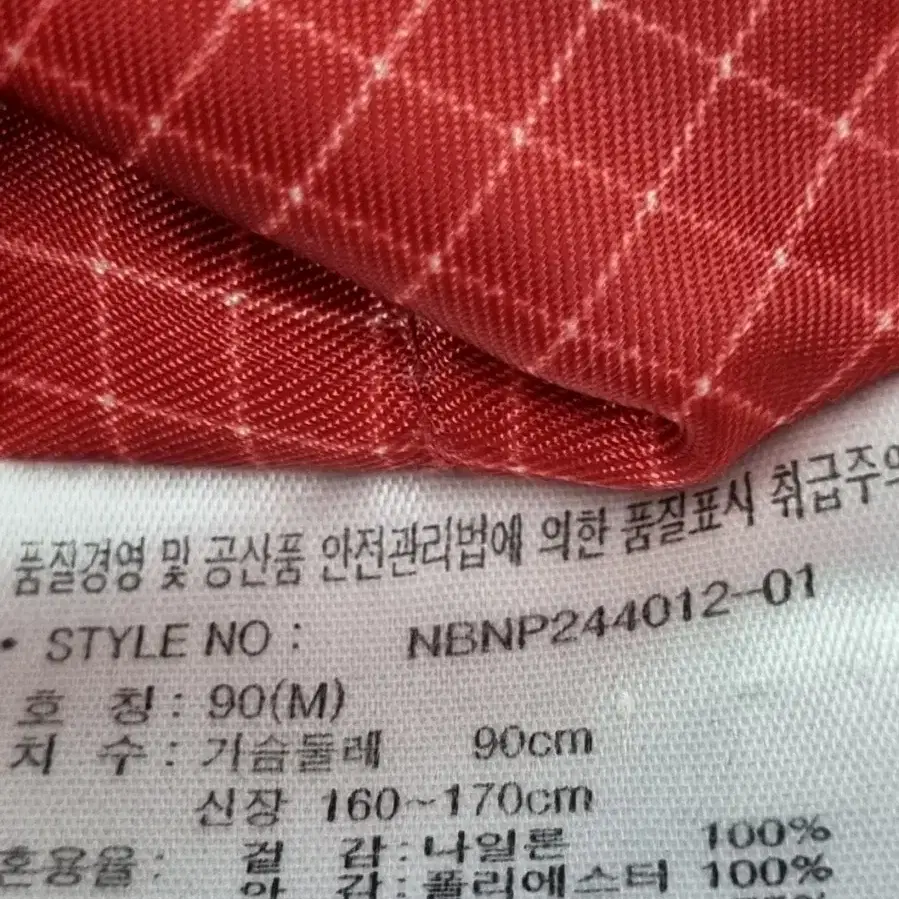 품질경영 및 공산품 안전관리법에 의한 품질표시 취급주의
• STYLE NO : NBNP244012-01
호 칭 : 90(M)
치 수 : 가슴둘레 90cm
신장 160~170cm
혼용율 : 겉 감 : 나일론 100%
안 감 : 폴리에스터 100%